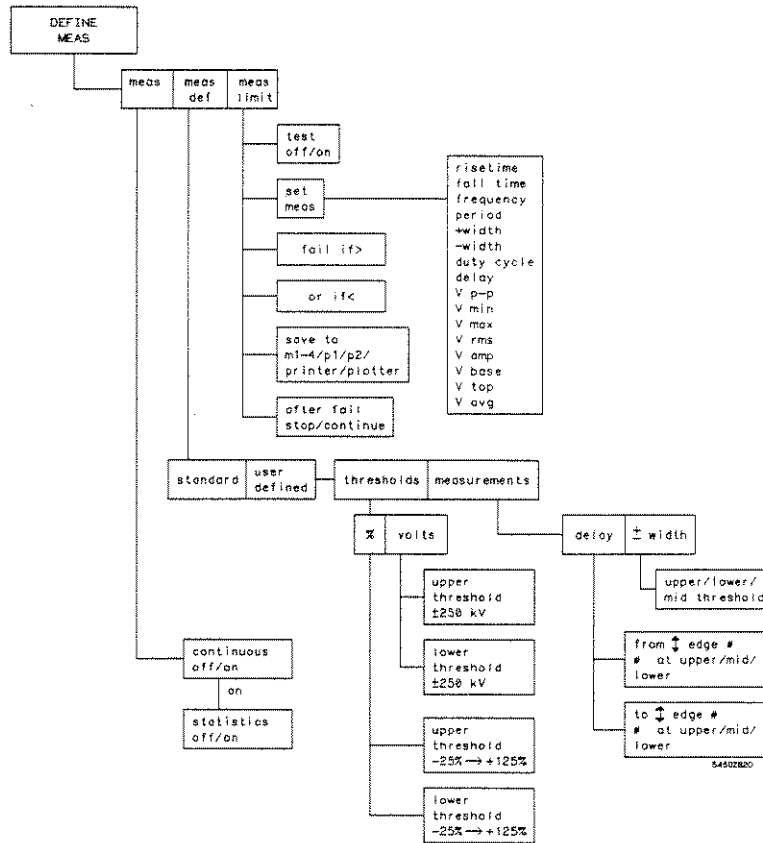 DEFINE
MEAS
meas
meas
def
meas
limit
test
off/on
set
meas
risetime
fall time
frequency
period
+width
-width
duty cycle
delay
V p-p
V min
V max
V rms
V amp
V base
V top
V avg
fail if>
or if<
save to
m1-4/p1/p2/
printer/plotter
after fail
stop/continue
standard
user
defined
thresholds
measurements
%
volts
delay
± width
upper
threshold
±250 kV
lower
threshold
±250 kV
upper
threshold
-25%→+125%
lower
threshold
-25%→+125%
upper/lower/
mid threshold
from ↕ edge #
# at upper/mid/
lower
to ↕ edge #
# at upper/mid/
lower
continuous
off/on
on
statistics
off/on
54502B20